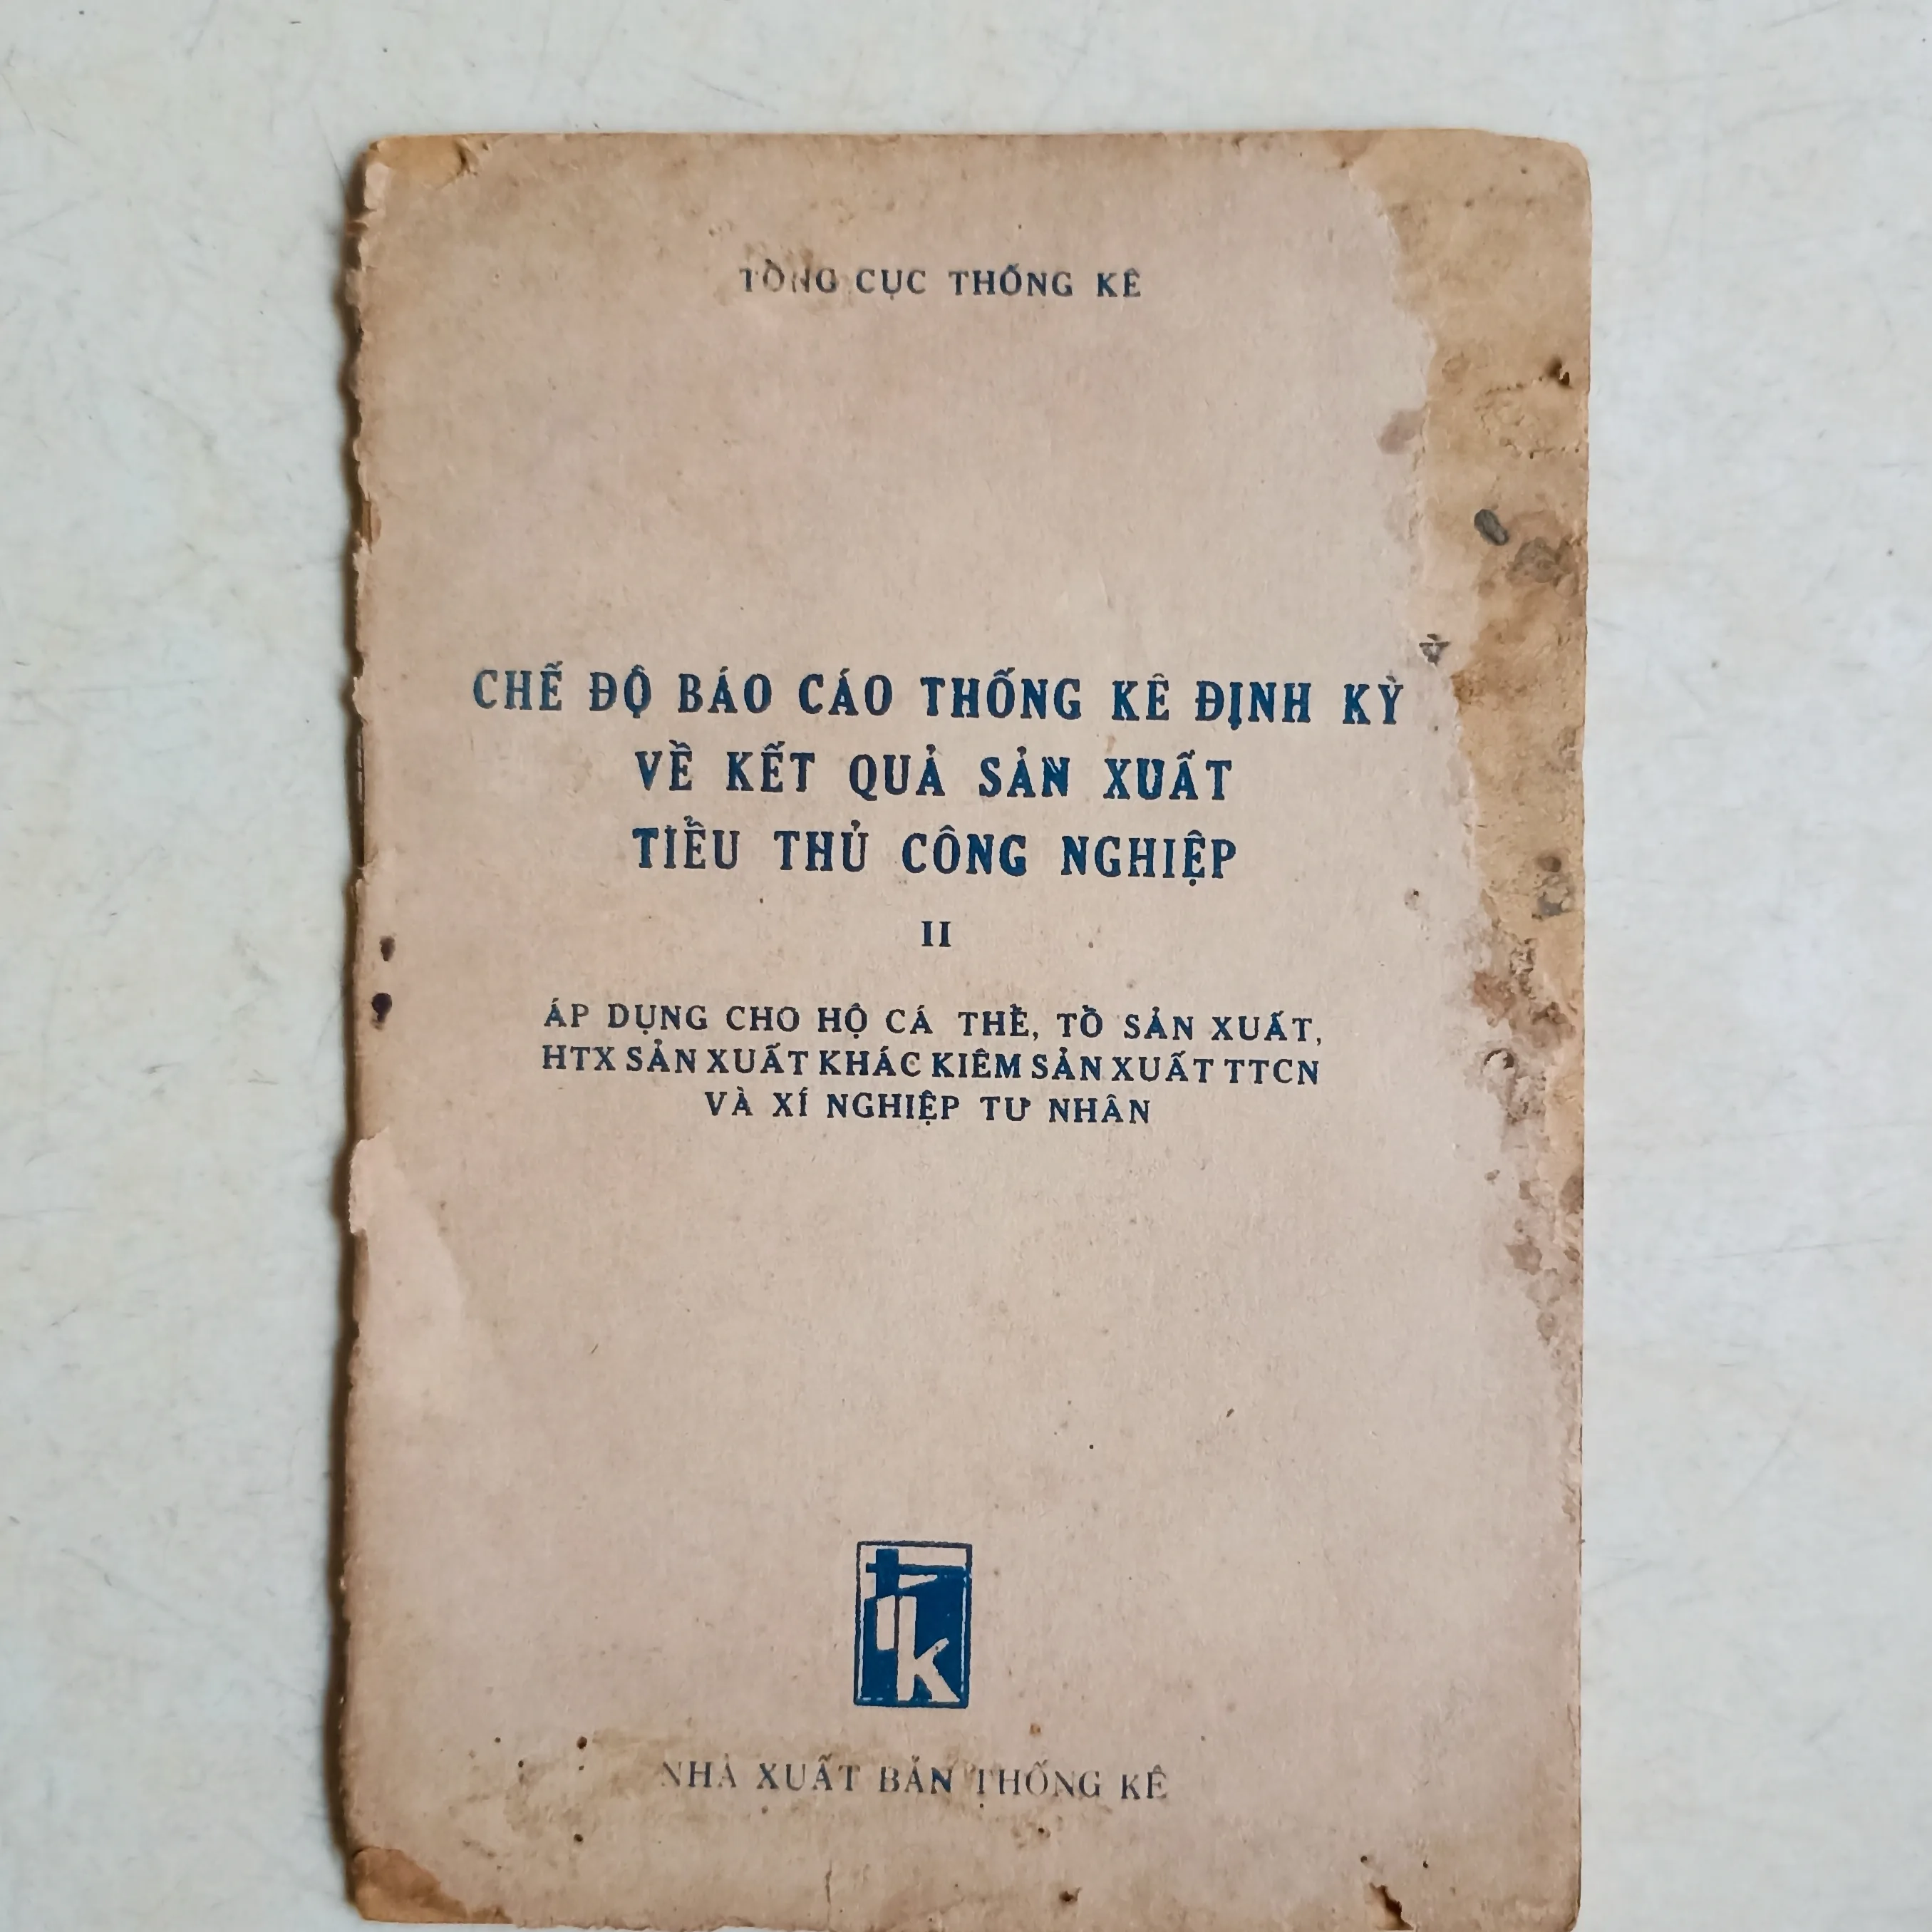 TỔNG CỤC THỐNG KÊ
CHẾ ĐỘ BÁO CÁO THỐNG KÊ ĐỊNH KỲ
VỀ KẾT QUẢ SẢN XUẤT
TIỂU THỦ CÔNG NGHIỆP
II
ÁP DỤNG CHO HỘ CÁ THỂ, TỔ SẢN XUẤT,
HTX SẢN XUẤT KHÁC KIÊM SẢN XUẤT TTCN
VÀ XÍ NGHIỆP TƯ NHÂN
tk
NHÀ XUẤT BẢN THỐNG KÊ